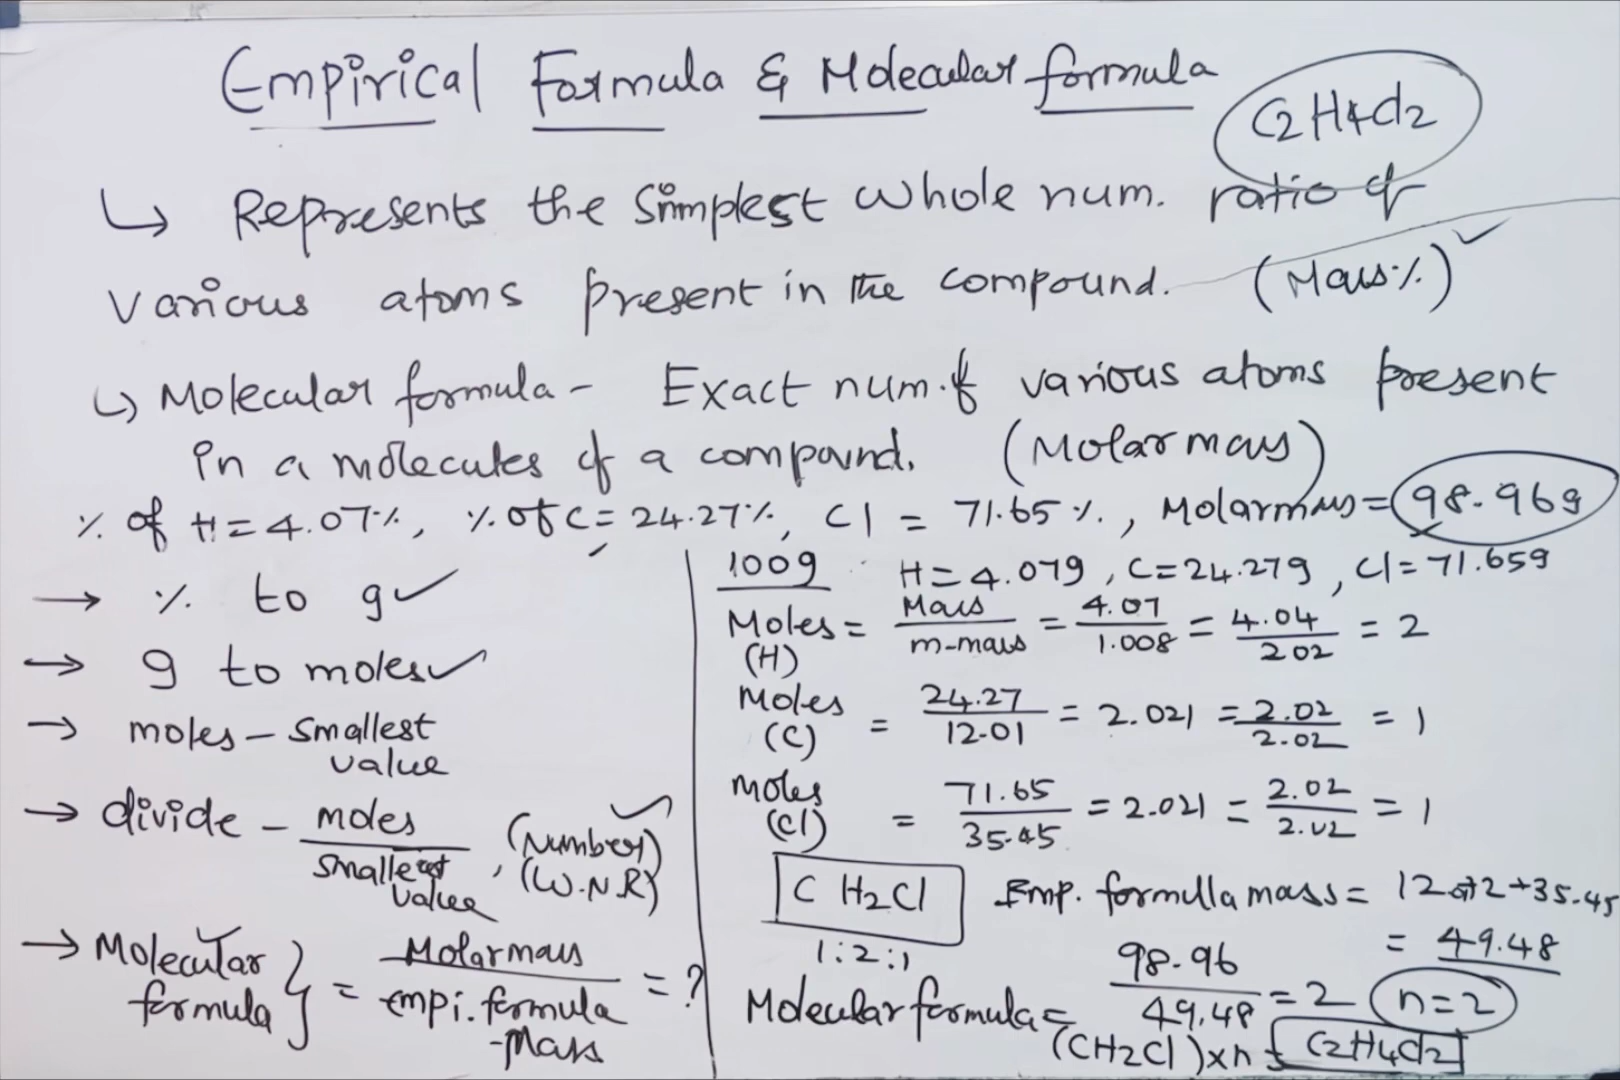 Empirical Formula & Molecular formula
C2H4Cl2
↳ Represents the Simplest whole num. ratio of
various atoms present in the compound. (Mass%) ✓
↳ Molecular formula - Exact num. of various atoms present
in a molecules of a compound. (Molar mass)
% of H = 4.07%, % of C = 24.27%, Cl = 71.65%, Molarmass = 98.96g
→ % to g ✓
→ g to moles ✓
→ moles - smallest
value
→ divide - moles / smallest value, (Number) (W.N.R) ✓
→ Molecular formula } = Molarmass / empi. formula -Mass = ?
100g H = 4.07g, C = 24.27g, Cl = 71.65g
Moles (H) = Mass / m-mass = 4.07 / 1.008 = 4.04 / 2.02 = 2
Moles (C) = 24.27 / 12.01 = 2.021 = 2.02 / 2.02 = 1
moles (Cl) = 71.65 / 35.45 = 2.021 = 2.02 / 2.02 = 1
CH2Cl Emp. formula mass = 12+2+35.45
1:2:1 = 49.48
98.96 / 49.48 = 2 n=2
Molecular formula =
(CH2Cl)xn = C2H4Cl2